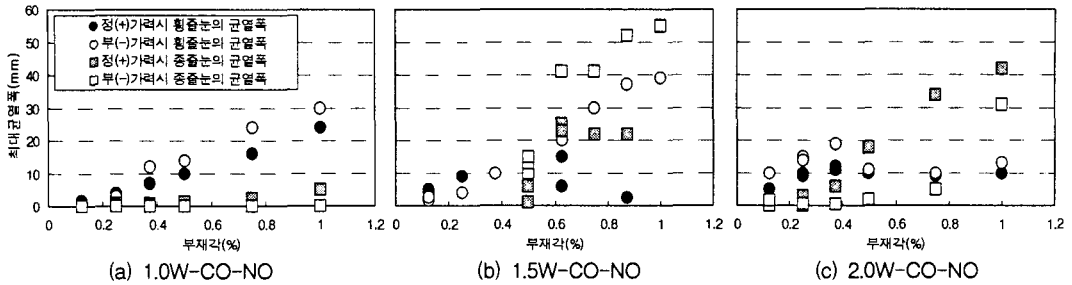 60
50
40
30
20
10
0
최대균열폭(mm)
정(+)가력시 횡줄눈의 균열폭
부(-)가력시 횡줄눈의 균열폭
정(+)가력시 종줄눈의 균열폭
부(-)가력시 종줄눈의 균열폭
0 0.2 0.4 0.6 0.8 1 1.2
부재각(%)
(a) 1.0W-CO-NO
0 0.2 0.4 0.6 0.8 1 1.2
부재각(%)
(b) 1.5W-CO-NO
0 0.2 0.4 0.6 0.8 1 1.2
부재각(%)
(c) 2.0W-CO-NO